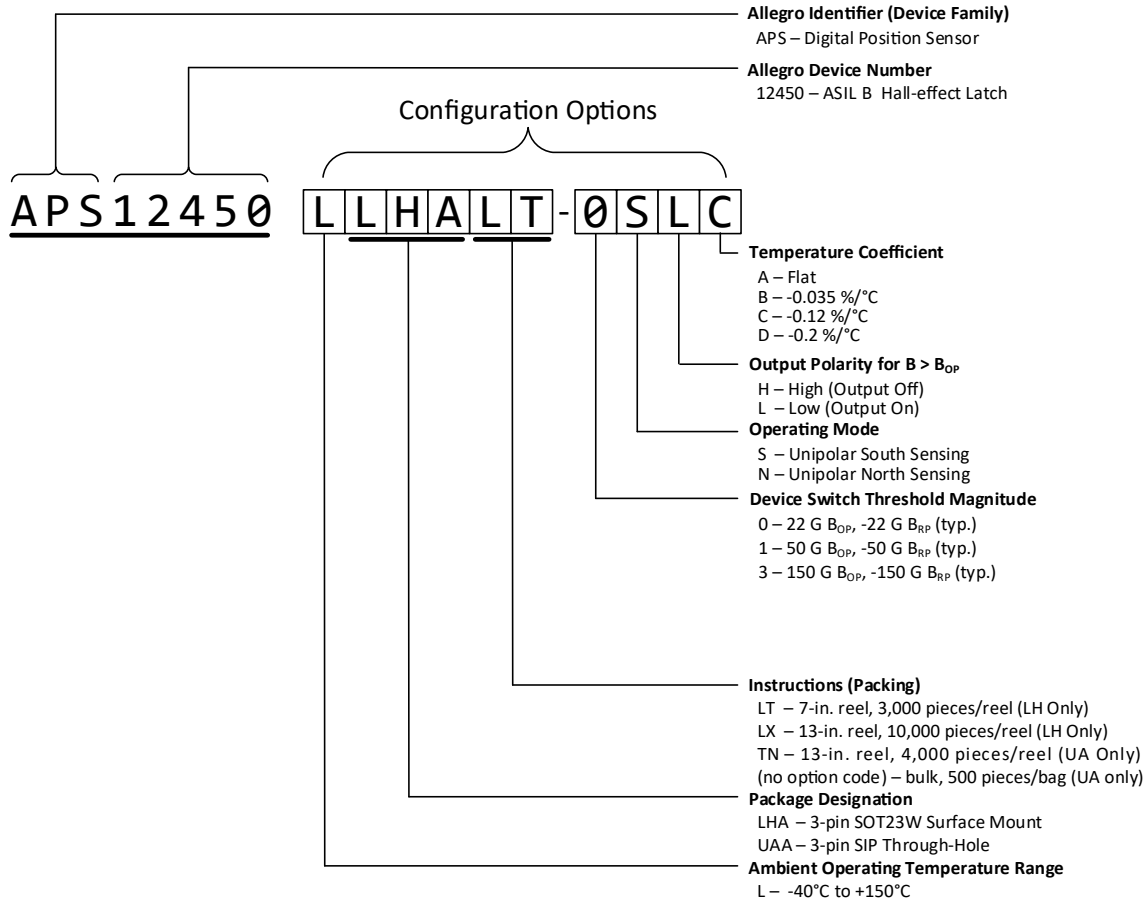 Allegro Identifier (Device Family)
APS – Digital Position Sensor
Allegro Device Number
12450 – ASIL B Hall-effect Latch
Configuration Options
APS12450 LLHALT-0SLC
Temperature Coefficient
A – Flat
B – -0.035 %/°C
C – -0.12 %/°C
D – -0.2 %/°C
Output Polarity for B > BOP
H – High (Output Off)
L – Low (Output On)
Operating Mode
S – Unipolar South Sensing
N – Unipolar North Sensing
Device Switch Threshold Magnitude
0 – 22 G BOP, -22 G BRP (typ.)
1 – 50 G BOP, -50 G BRP (typ.)
3 – 150 G BOP, -150 G BRP (typ.)
Instructions (Packing)
LT – 7-in. reel, 3,000 pieces/reel (LH Only)
LX – 13-in. reel, 10,000 pieces/reel (LH Only)
TN – 13-in. reel, 4,000 pieces/reel (UA Only)
(no option code) – bulk, 500 pieces/bag (UA only)
Package Designation
LHA – 3-pin SOT23W Surface Mount
UAA – 3-pin SIP Through-Hole
Ambient Operating Temperature Range
L – -40°C to +150°C